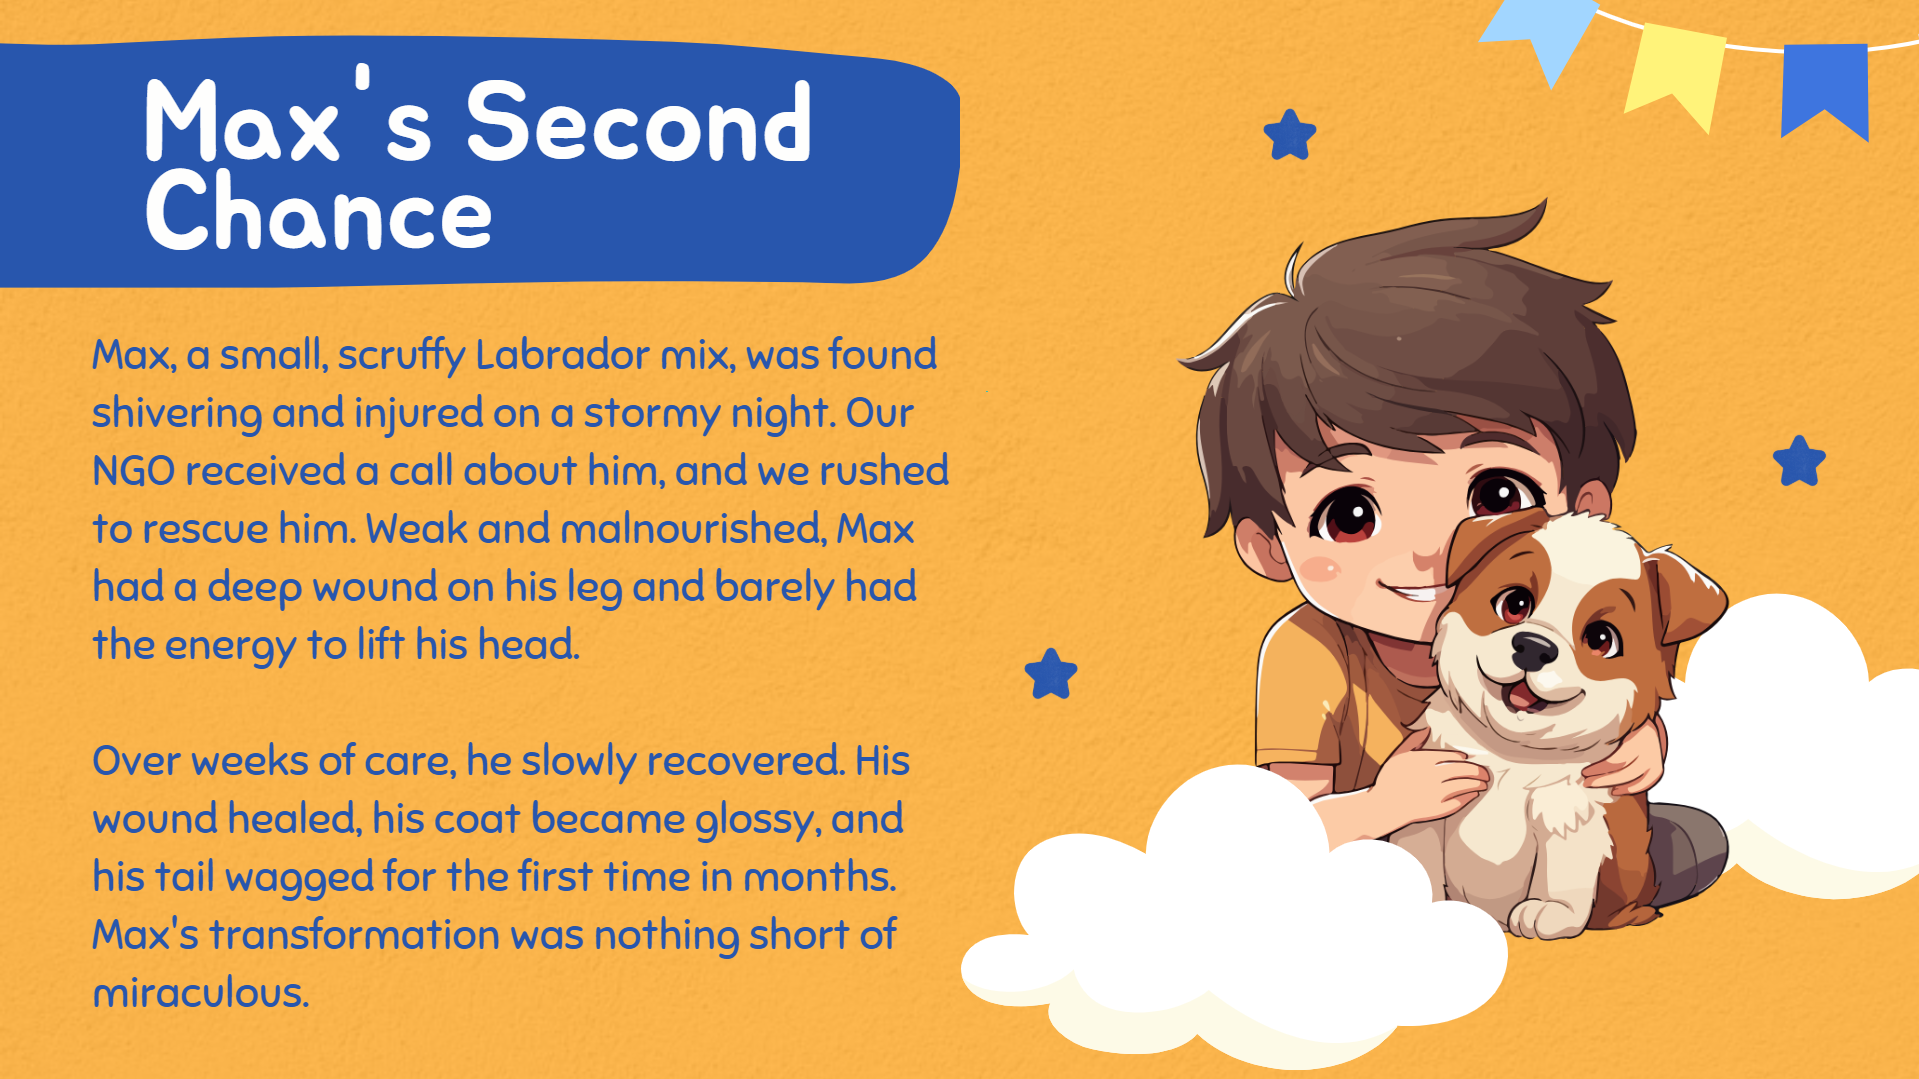 Max's Second
Chance
Max, a small, scruffy Labrador mix, was found
shivering and injured on a stormy night. Our
NGO received a call about him, and we rushed
to rescue him. Weak and malnourished, Max
had a deep wound on his leg and barely had
the energy to lift his head.
Over weeks of care, he slowly recovered. His
wound healed, his coat became glossy, and
his tail wagged for the first time in months.
Max's transformation was nothing short of
miraculous.